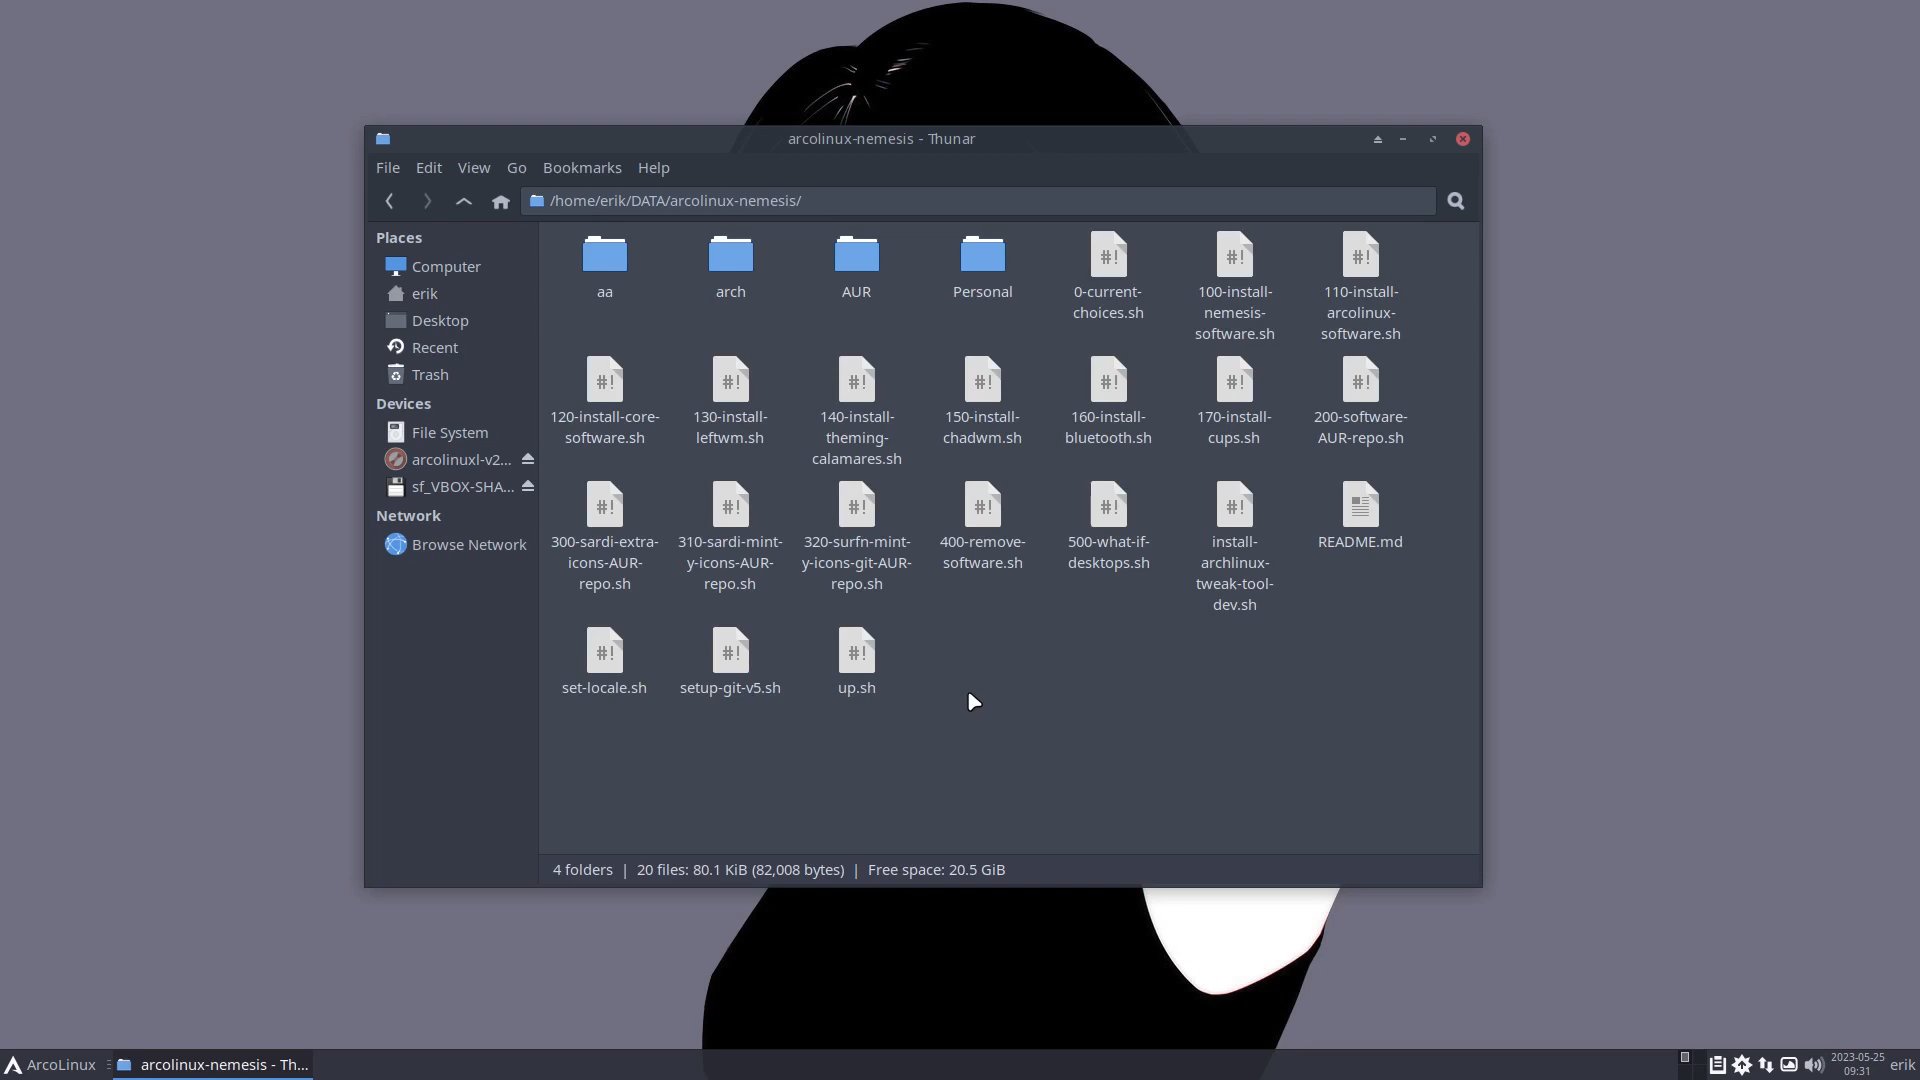 arcolinux-nemesis - Thunar
File Edit View Go Bookmarks Help
/home/erik/DATA/arcolinux-nemesis/
Places
Computer
erik
Desktop
Recent
Trash
Devices
File System
arcolinuxl-v2...
sf_VBOX-SHA...
Network
Browse Network
aa
arch
AUR
Personal
0-current-
choices.sh
100-install-
nemesis-
software.sh
110-install-
arcolinux-
software.sh
120-install-core-
software.sh
130-install-
leftwm.sh
140-install-
theming-
calamares.sh
150-install-
chadwm.sh
160-install-
bluetooth.sh
170-install-
cups.sh
200-software-
AUR-repo.sh
300-sardi-extra-
icons-AUR-
repo.sh
310-sardi-mint-
y-icons-AUR-
repo.sh
320-surfn-mint-
y-icons-git-AUR-
repo.sh
400-remove-
software.sh
500-what-if-
desktops.sh
install-
archlinux-
tweak-tool-
dev.sh
README.md
set-locale.sh
setup-git-v5.sh
up.sh
4 folders | 20 files: 80.1 KiB (82,008 bytes) | Free space: 20.5 GiB
ArcoLinux
arcolinux-nemesis - Th...
2023-05-25
09:31
erik